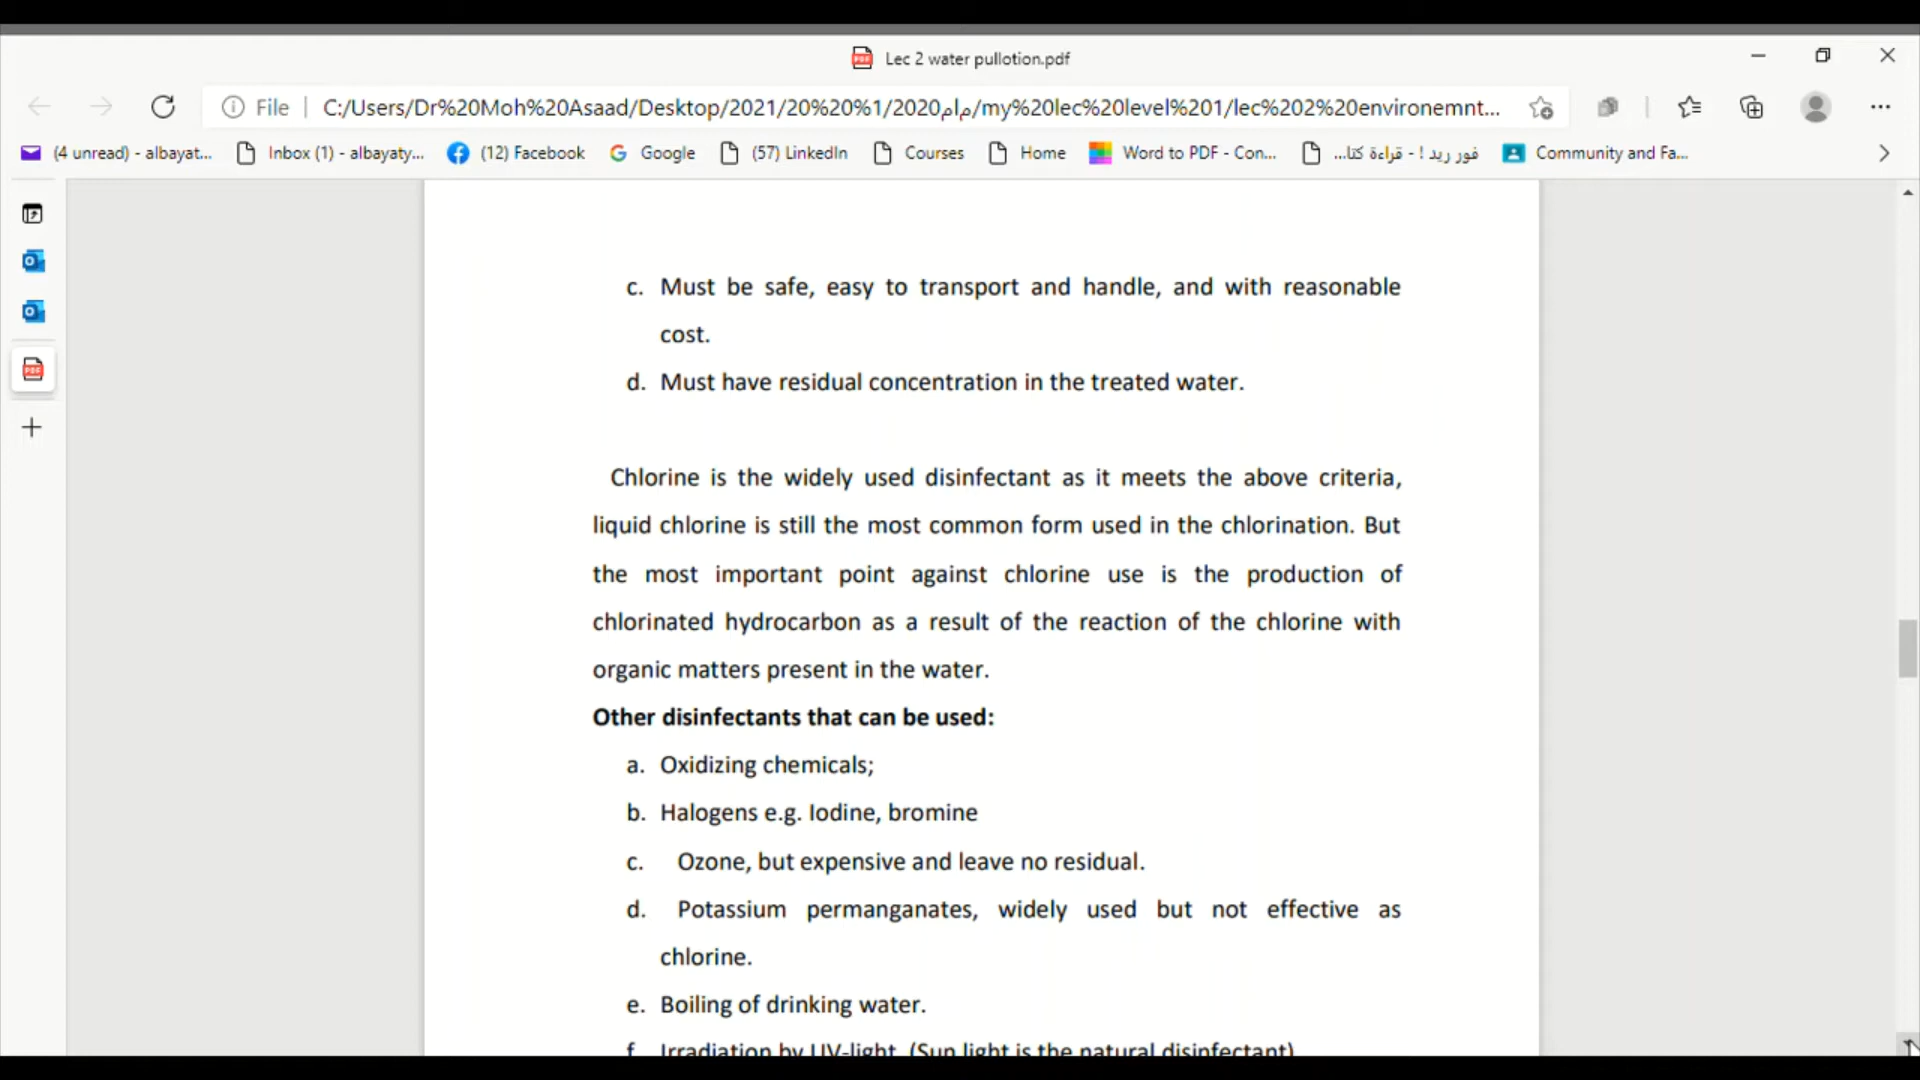 Lec 2 water pullotion.pdf
File
C:/Users/Dr%20Moh%20Asaad/Desktop/2021/20%20%1/2020مام/my%20lec%20level%201/lec%202%20environemnt...
(4 unread) - albayat...
Inbox (1) - albayaty...
(12) Facebook
Google
(57) LinkedIn
Courses
Home
Word to PDF - Con...
فور ريد ! - قراءة كتا...
Community and Fa...
c. Must be safe, easy to transport and handle, and with reasonable
cost.
d. Must have residual concentration in the treated water.
Chlorine is the widely used disinfectant as it meets the above criteria,
liquid chlorine is still the most common form used in the chlorination. But
the most important point against chlorine use is the production of
chlorinated hydrocarbon as a result of the reaction of the chlorine with
organic matters present in the water.
Other disinfectants that can be used:
a. Oxidizing chemicals;
b. Halogens e.g. Iodine, bromine
c. Ozone, but expensive and leave no residual.
d. Potassium permanganates, widely used but not effective as
chlorine.
e. Boiling of drinking water.
f. Irradiation by UV-light. (Sun light is the natural disinfectant)